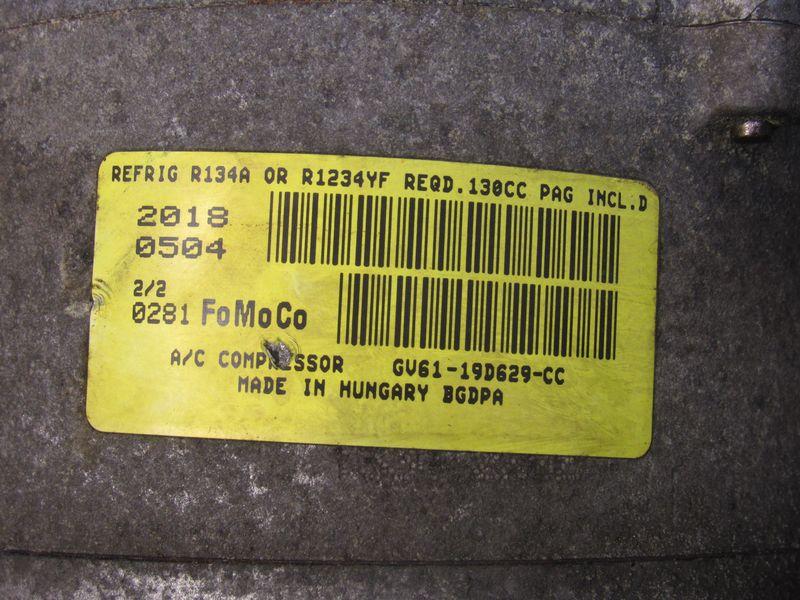 REFRIG R134A OR R1234YF REQD.130CC PAG INCL.D
2018
0504
2/2
0281 FoMoCo
A/C COMPRESSOR GV61-19D629-CC
MADE IN HUNGARY BGDPA